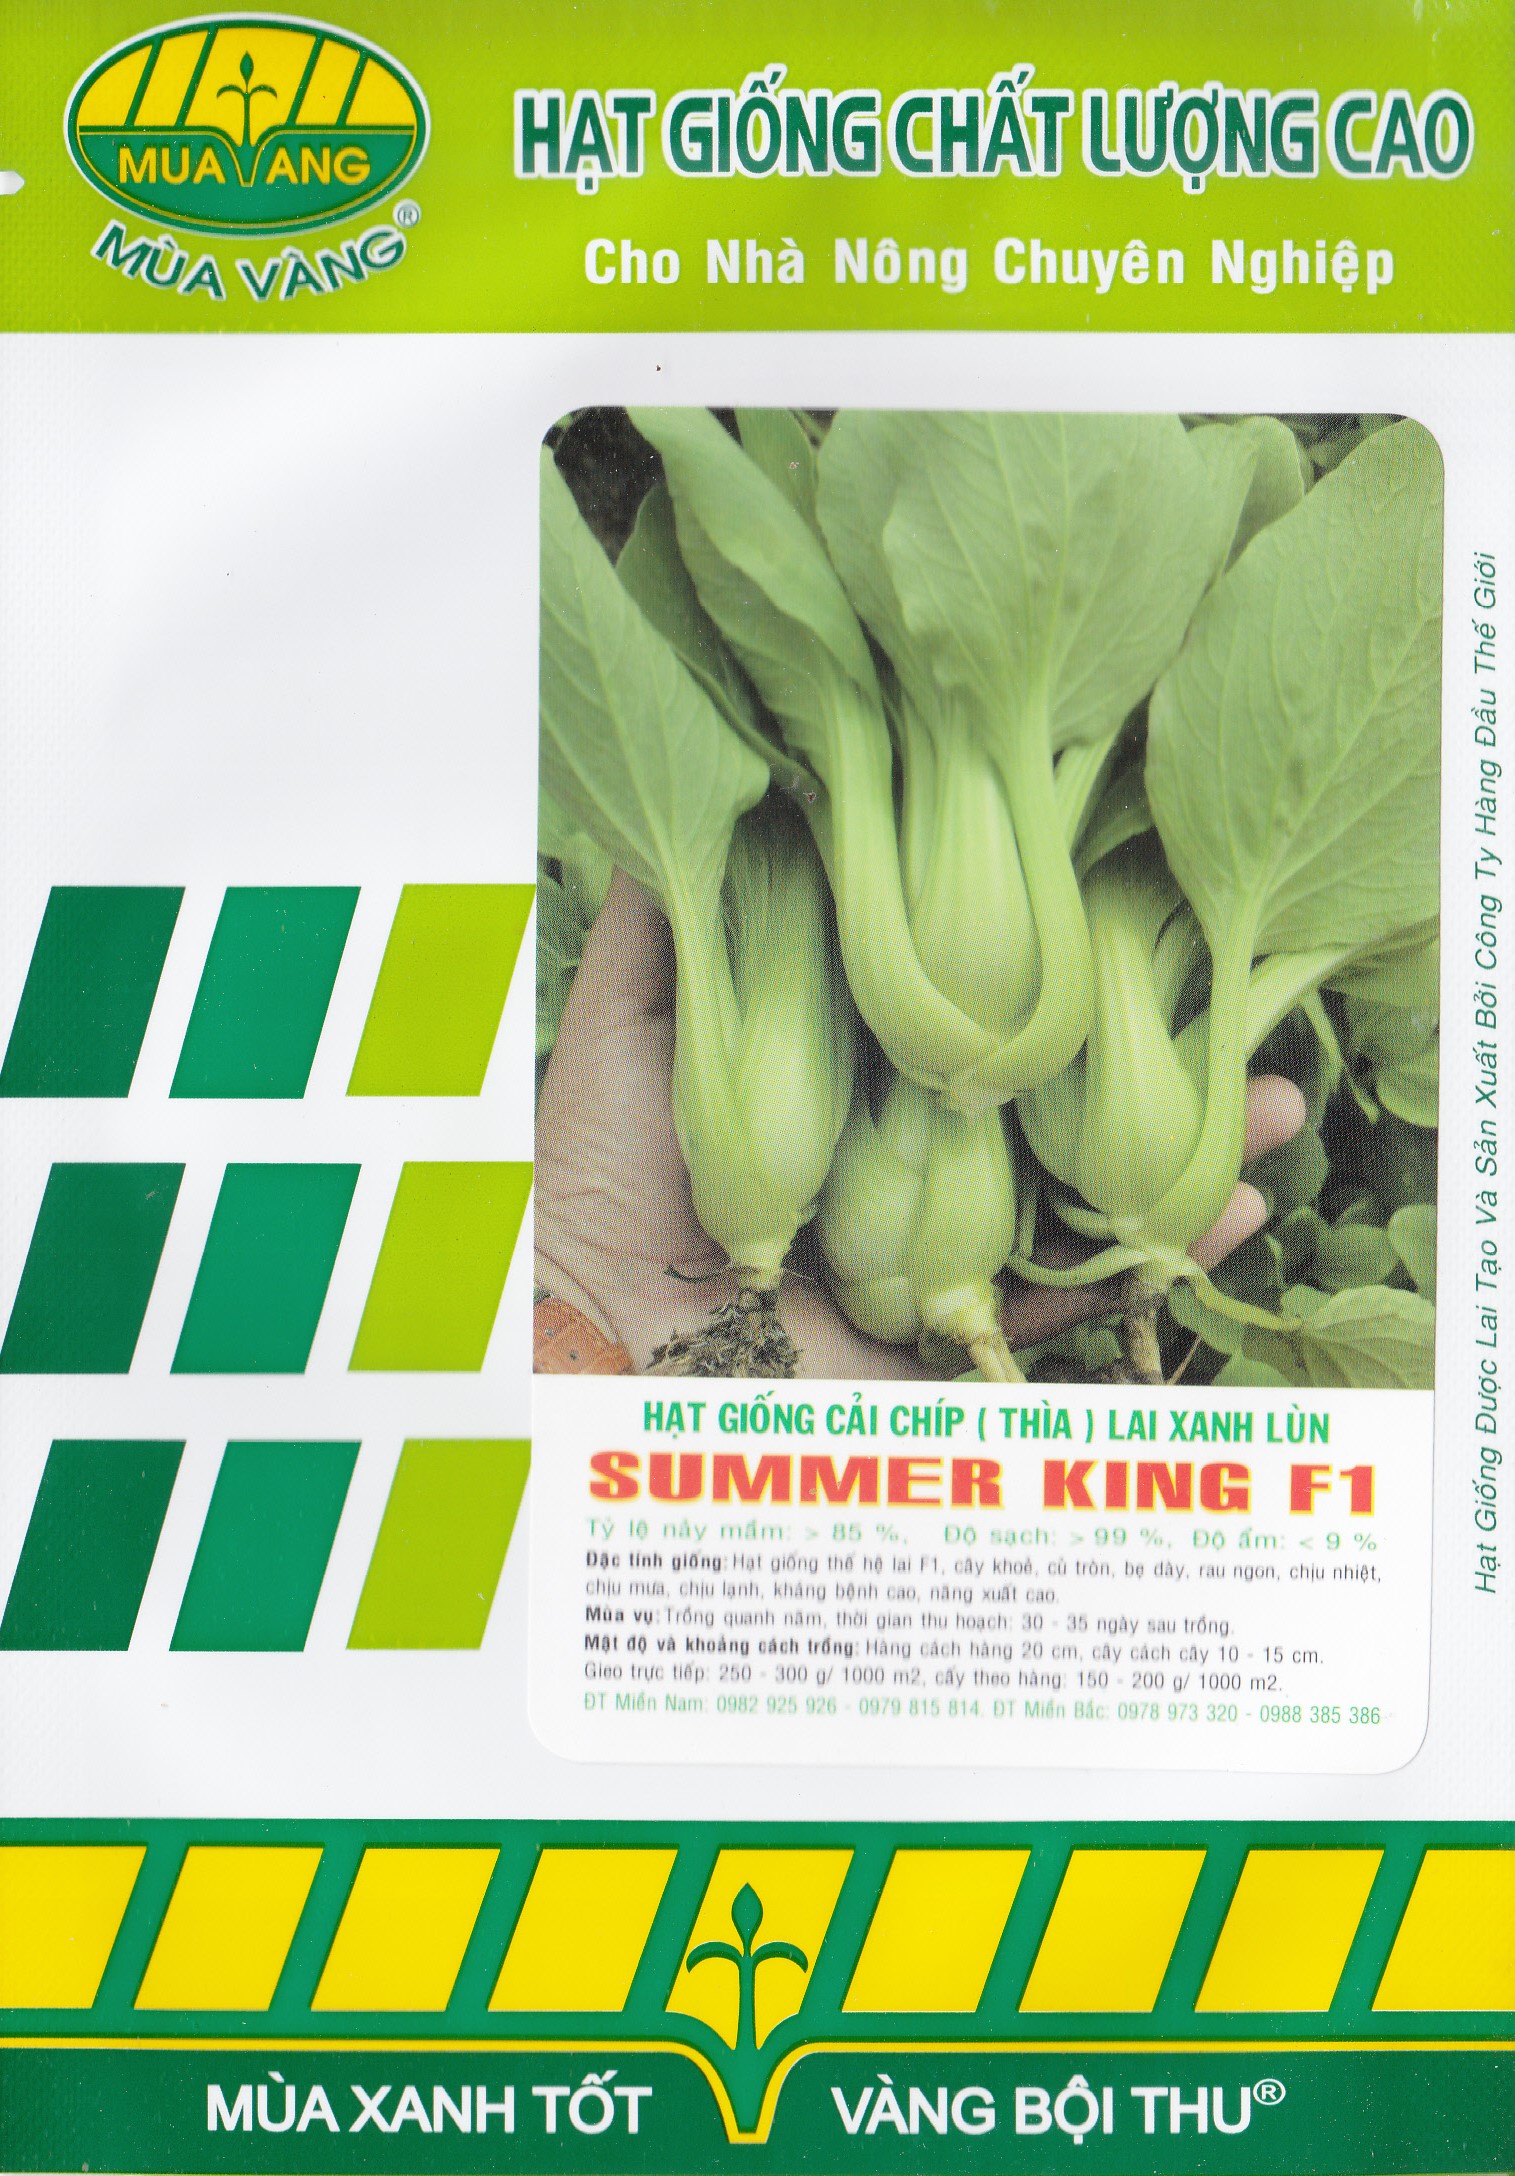 MUAVANG
MÙA VÀNG®
HẠT GIỐNG CHẤT LƯỢNG CAO
Cho Nhà Nông Chuyên Nghiệp
Hạt Giống Được Lai Tạo Và Sản Xuất Bởi Công Ty Hàng Đầu Thế Giới
HẠT GIỐNG CẢI CHÍP ( THÌA ) LAI XANH LÙN
SUMMER KING F1
Tỷ lệ nảy mầm: > 85 %. Độ sạch: > 99 %. Độ ẩm: < 9 %
Đặc tính giống: Hạt giống thế hệ lai F1, cây khoẻ, củ tròn, bẹ dày, rau ngon, chịu nhiệt,
chịu mưa, chịu lạnh, kháng bệnh cao, năng xuất cao.
Mùa vụ: Trồng quanh năm, thời gian thu hoạch: 30 - 35 ngày sau trồng.
Mật độ và khoảng cách trồng: Hàng cách hàng 20 cm, cây cách cây 10 - 15 cm.
Gieo trực tiếp: 250 - 300 g/ 1000 m2, cấy theo hàng: 150 - 200 g/ 1000 m2.
ĐT Miền Nam: 0982 925 926 - 0979 815 814. ĐT Miền Bắc: 0978 973 320 - 0988 385 386
MÙA XANH TỐT VÀNG BỘI THU®